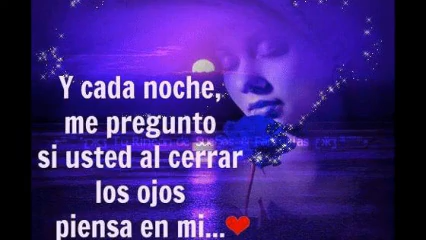 Y cada noche,
me pregunto
si usted al cerrar
los ojos
piensa en mi...❤